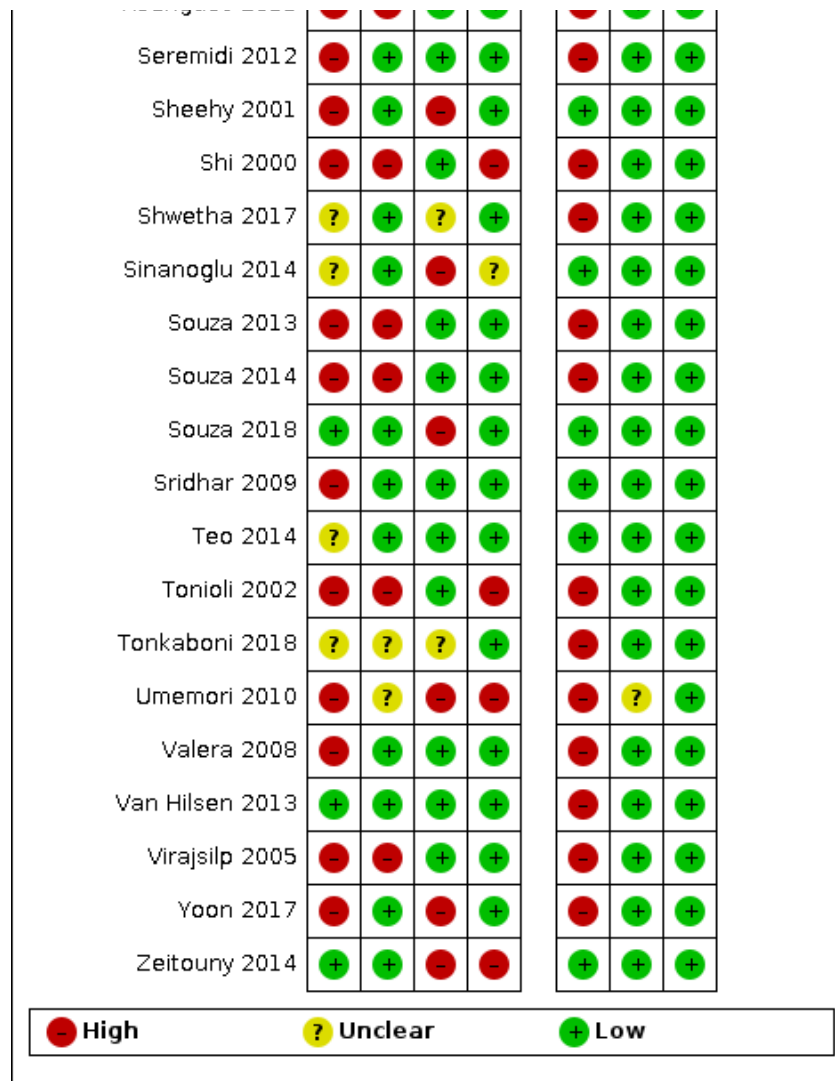 Seremidi 2012 - + + + - + +
Sheehy 2001 - + - + + + +
Shi 2000 - - + - - + +
Shwetha 2017 ? + ? + - + +
Sinanoglu 2014 ? + - ? + + +
Souza 2013 - - + + - + +
Souza 2014 - - + + - + +
Souza 2018 + + - + + + +
Sridhar 2009 - + + + + + +
Teo 2014 ? + + + + + +
Tonioli 2002 - - + - - + +
Tonkaboni 2018 ? ? ? + - + +
Umemori 2010 - ? - - - ? +
Valera 2008 - + + + - + +
Van Hilsen 2013 + + + + - + +
Virajsilp 2005 - - + + - + +
Yoon 2017 - + - + - + +
Zeitouny 2014 + + - - + + +
- High ? Unclear + Low